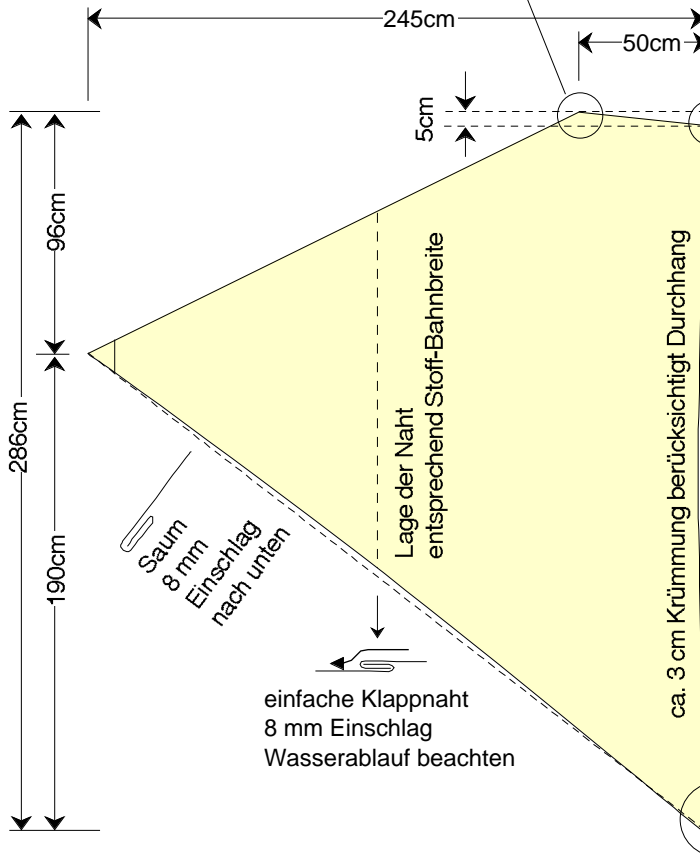 245cm
50cm
5cm
96cm
286cm
190cm
Lage der Naht
entsprechend Stoff-Bahnbreite
ca. 3 cm Krümmung berücksichtigt Durchhang
Saum
8 mm
Einschlag
nach unten
einfache Klappnaht
8 mm Einschlag
Wasserablauf beachten